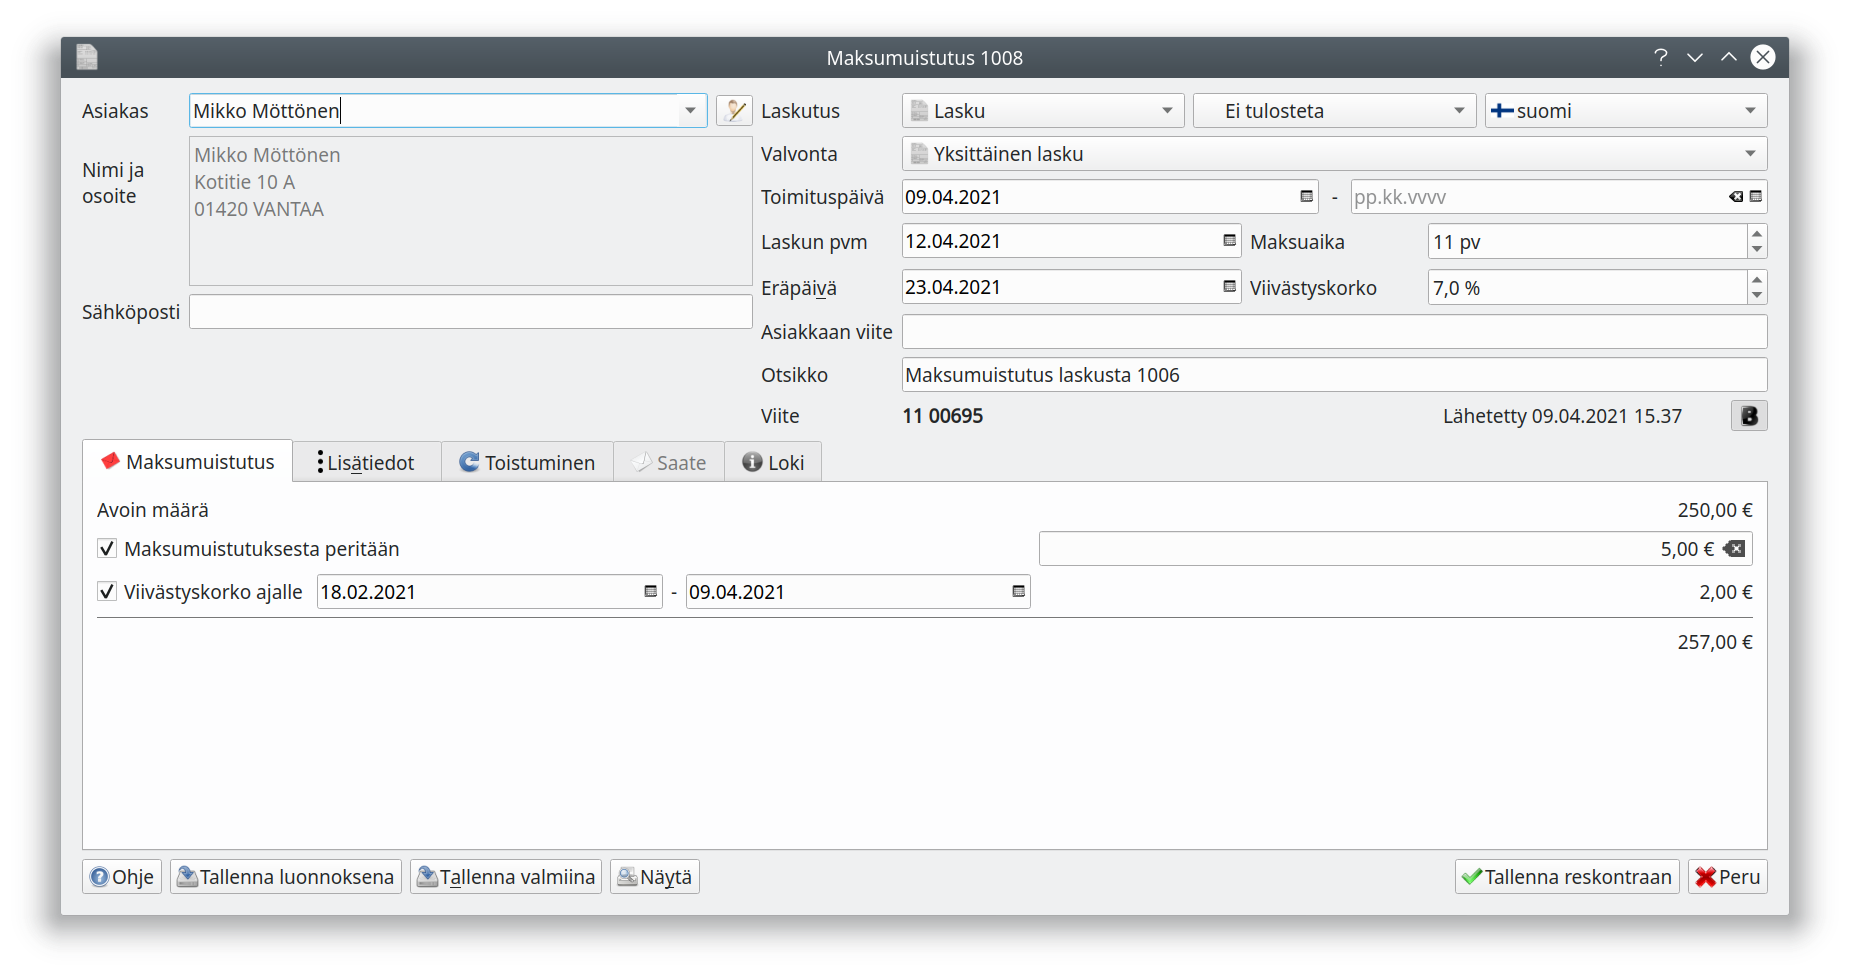 Maksumuistutus 1008
Asiakas
Mikko Möttönen
Nimi ja
osoite
Mikko Möttönen
Kotitie 10 A
01420 VANTAA
Sähköposti
Laskutus
Lasku
Ei tulosteta
suomi
Valvonta
Yksittäinen lasku
Toimituspäivä
09.04.2021
-
pp.kk.vvvv
Laskun pvm
12.04.2021
Maksuaika
11 pv
Eräpäivä
23.04.2021
Viivästyskorko
7,0 %
Asiakkaan viite
Otsikko
Maksumuistutus laskusta 1006
Viite
11 00695
Lähetetty 09.04.2021 15.37
B
Maksumuistutus
Lisätiedot
Toistuminen
Saate
Loki
Avoin määrä
250,00 €
Maksumuistutuksesta peritään
5,00 €
Viivästyskorko ajalle
18.02.2021
-
09.04.2021
2,00 €
257,00 €
Ohje
Tallenna luonnoksena
Tallenna valmiina
Näytä
Tallenna reskontraan
Peru